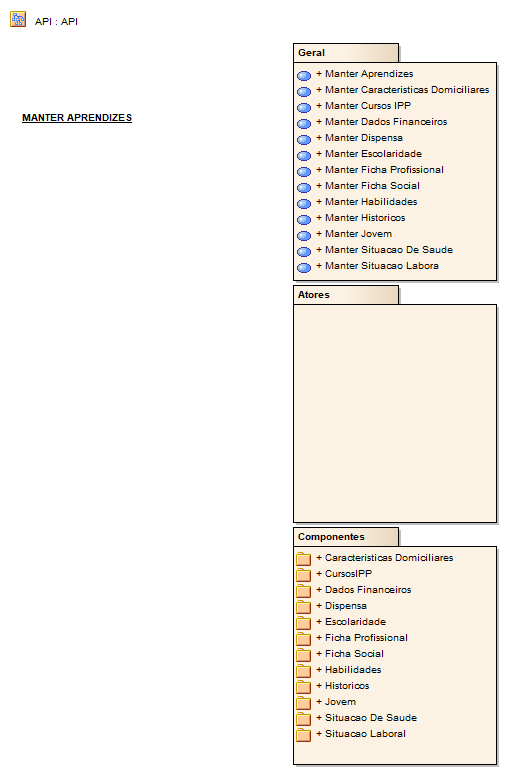 API : API
Geral
+ Manter Aprendizes
+ Manter Caracteristicas Domiciliares
+ Manter Cursos IPP
MANTER APRENDIZES
+ Manter Dados Financeiros
+ Manter Dispensa
+ Manter Escolaridade
+ Manter Ficha Profissional
+ Manter Ficha Social
+ Manter Habilidades
+ Manter Historicos
+ Manter Jovem
+ Manter Situacao De Saude
+ Manter Situacao Labora
Atores
Componentes
+ Caracteristicas Domiciliares
+ CursosIPP
+ Dados Financeiros
+ Dispensa
+ Escolaridade
+ Ficha Profissional
+ Ficha Social
+ Habilidades
+ Historicos
+ Jovem
+ Situacao De Saude
+ Situacao Laboral